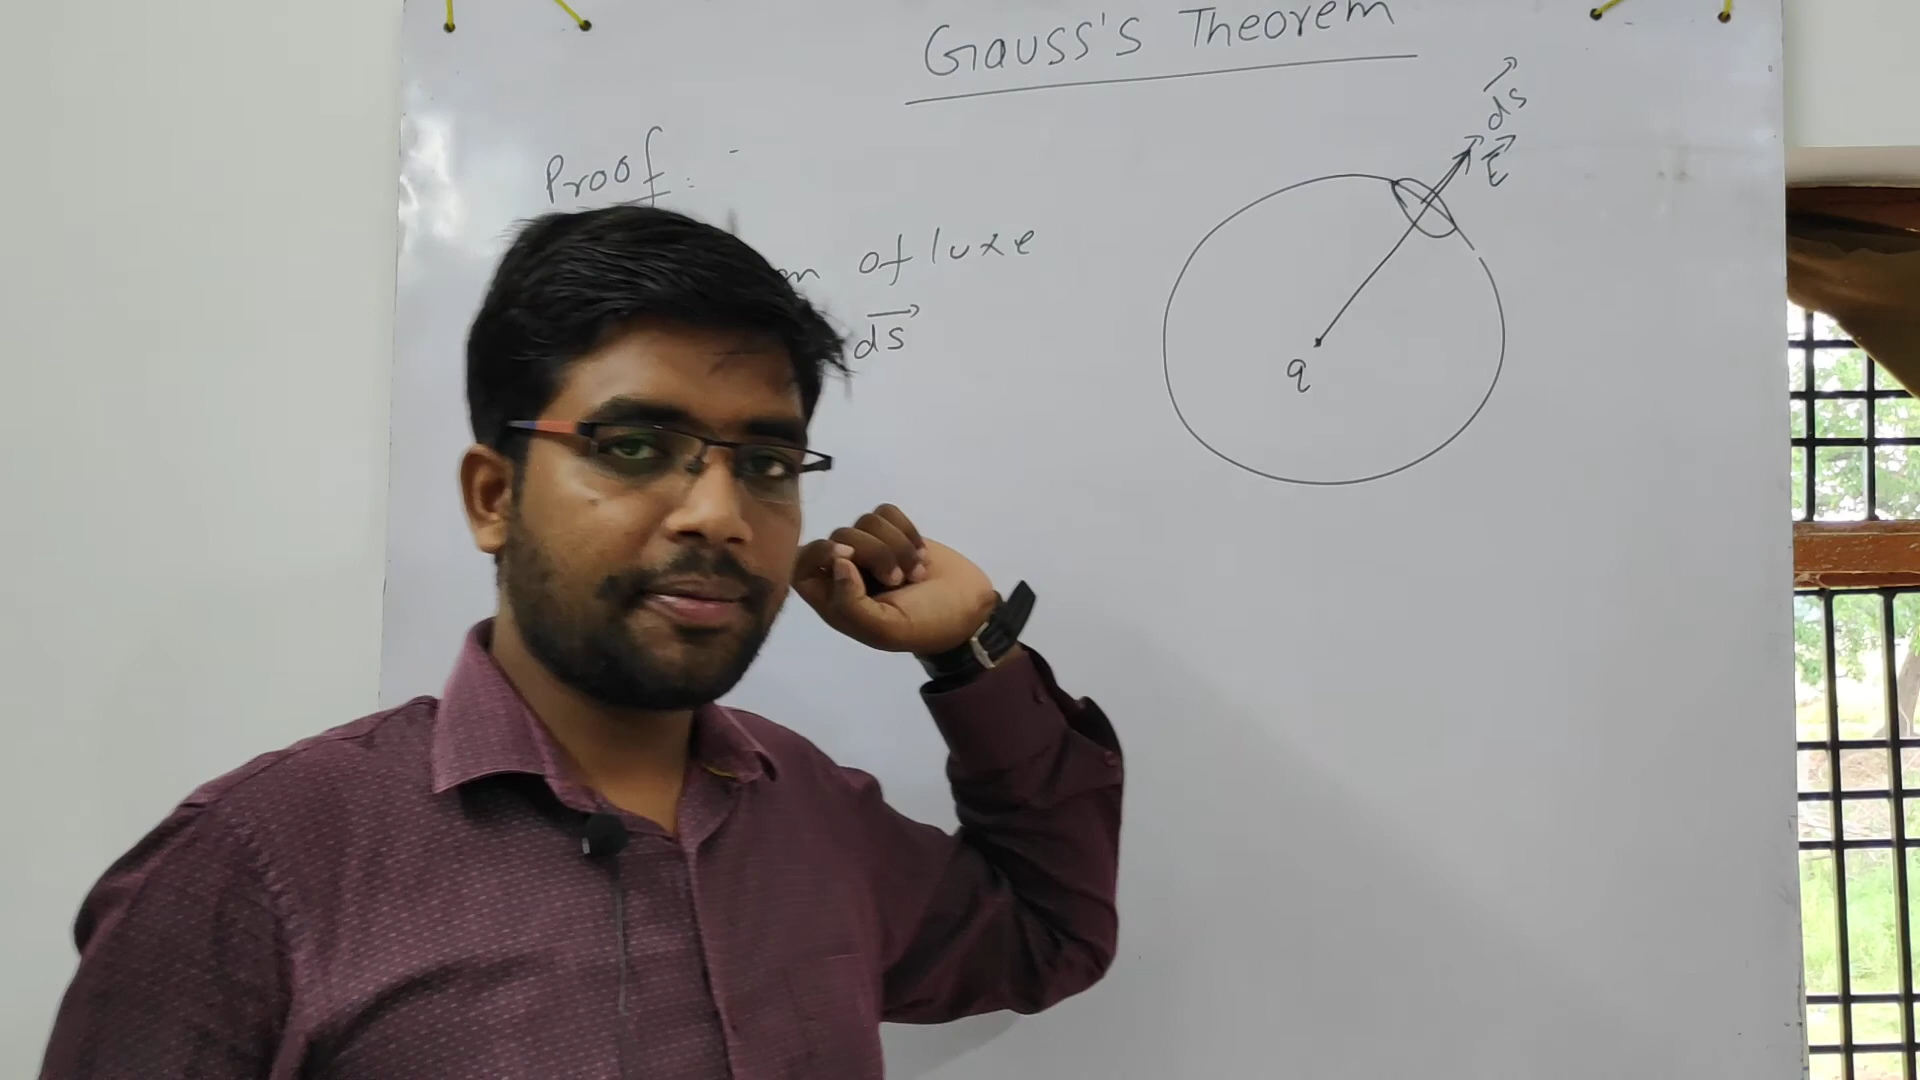 Gauss's Theorem
Proof :-
of luxe
ds
ds
E
q